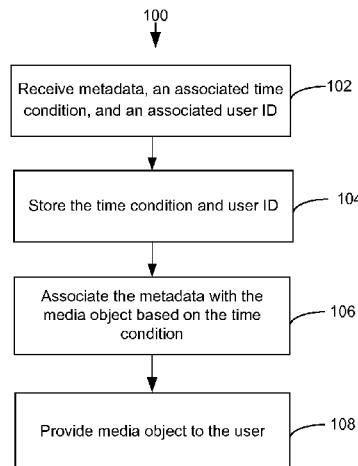 100
Receive metadata, an associated time
condition, and an associated user ID
102
Store the time condition and user ID
104
Associate the metadata with the
media object based on the time
condition
106
Provide media object to the user
108